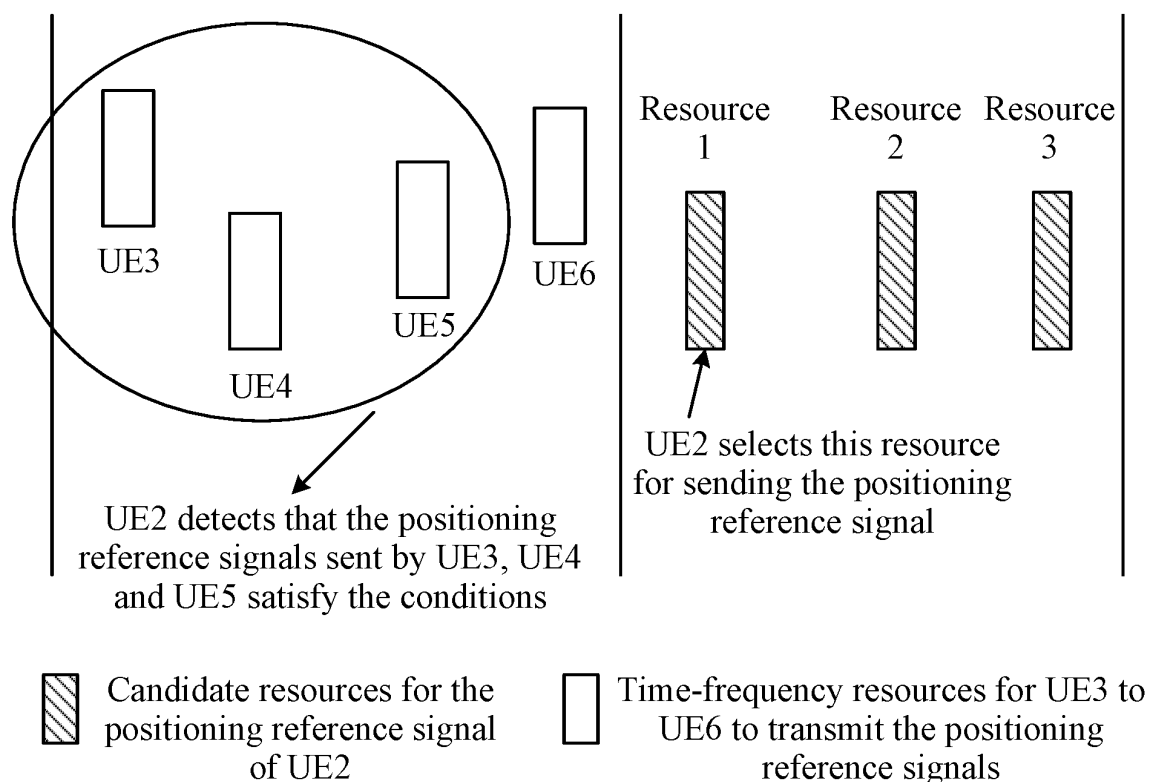 Resource
1
Resource
2
Resource
3
UE3
UE4
UE5
UE6
UE2 selects this resource
for sending the positioning
reference signal
UE2 detects that the positioning
reference signals sent by UE3, UE4
and UE5 satisfy the conditions
Candidate resources for the
positioning reference signal
of UE2
Time-frequency resources for UE3 to
UE6 to transmit the positioning
reference signals